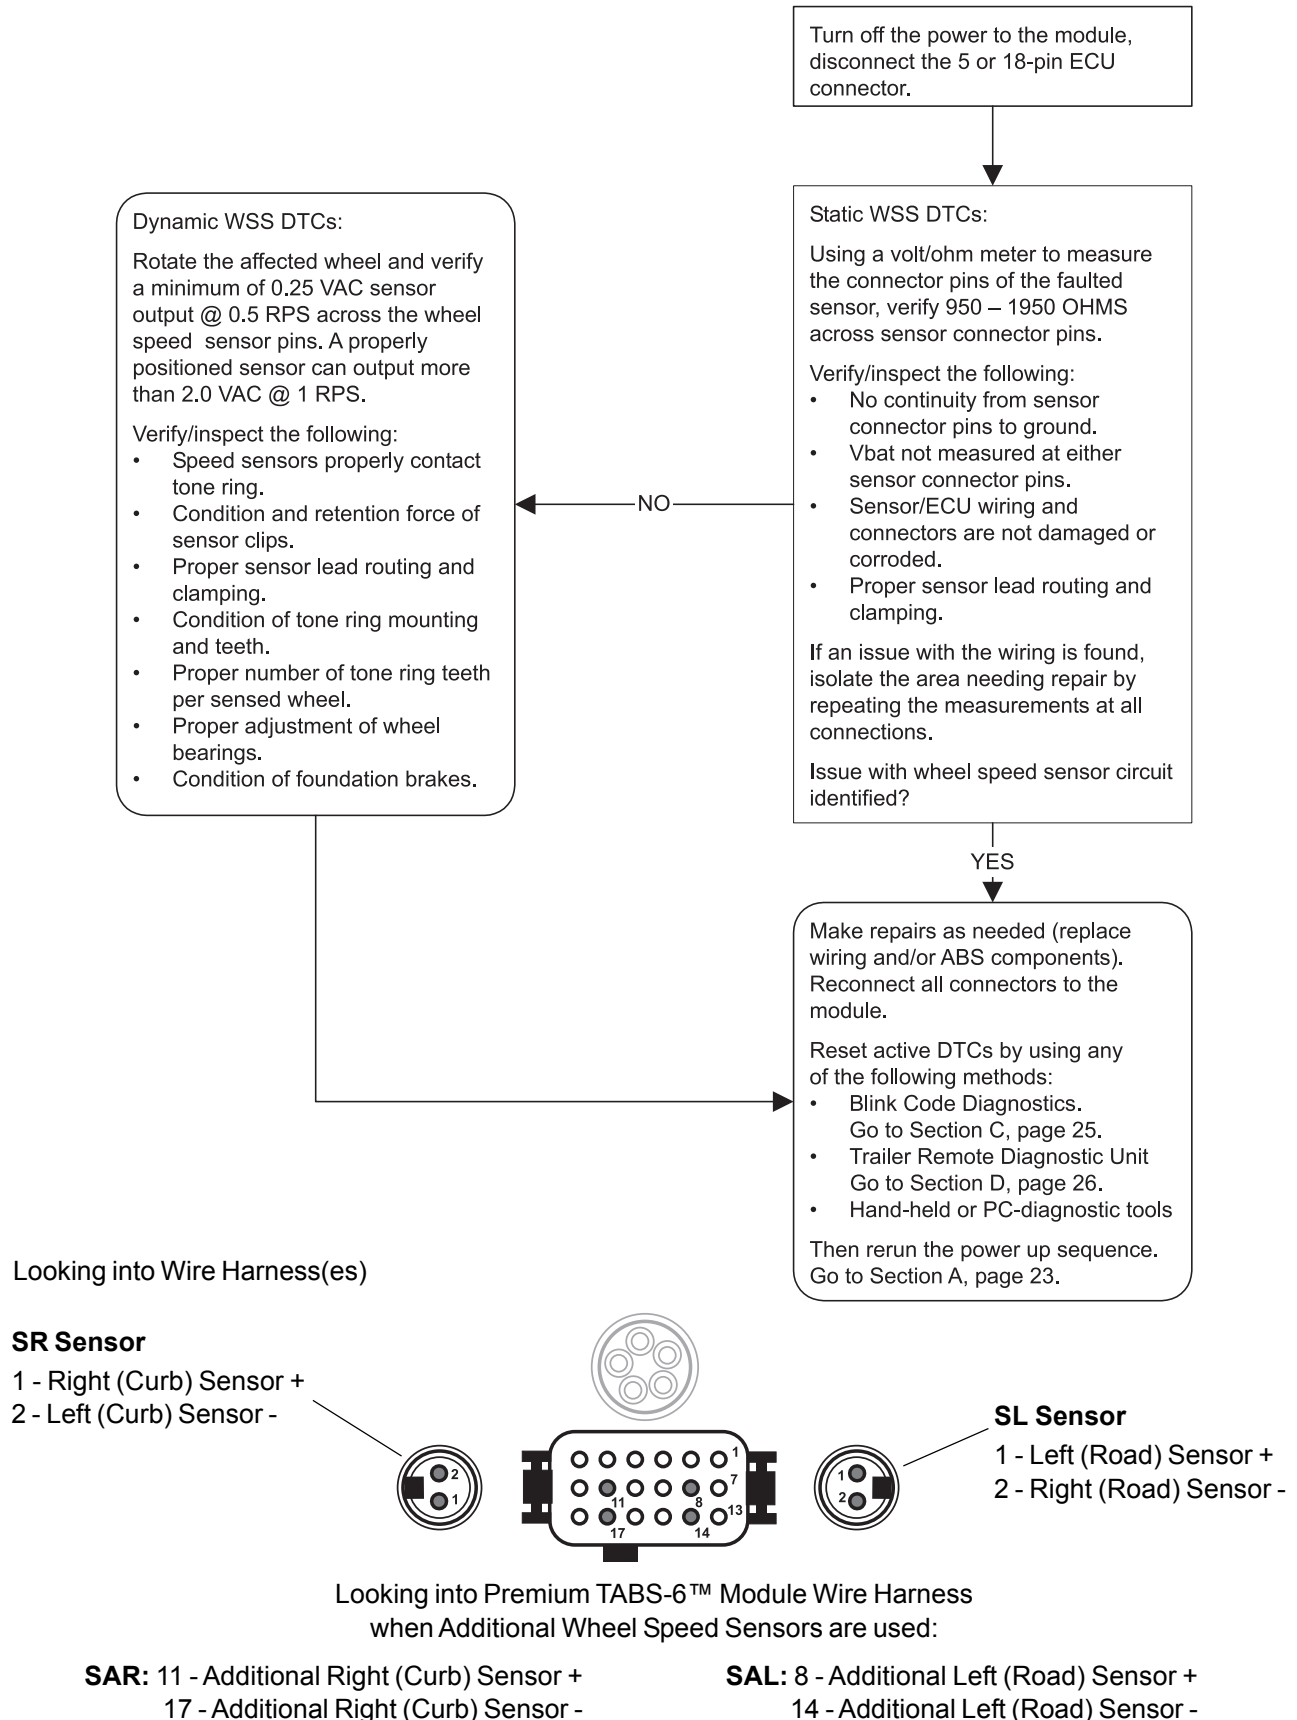 Turn off the power to the module,
disconnect the 5 or 18-pin ECU
connector.
Static WSS DTCs:
Using a volt/ohm meter to measure
the connector pins of the faulted
sensor, verify 950 – 1950 OHMS
across sensor connector pins.
Verify/inspect the following:
• No continuity from sensor
connector pins to ground.
• Vbat not measured at either
sensor connector pins.
• Sensor/ECU wiring and
connectors are not damaged or
corroded.
• Proper sensor lead routing and
clamping.
If an issue with the wiring is found,
isolate the area needing repair by
repeating the measurements at all
connections.
Issue with wheel speed sensor circuit
identified?
NO
Dynamic WSS DTCs:
Rotate the affected wheel and verify
a minimum of 0.25 VAC sensor
output @ 0.5 RPS across the wheel
speed sensor pins. A properly
positioned sensor can output more
than 2.0 VAC @ 1 RPS.
Verify/inspect the following:
• Speed sensors properly contact
tone ring.
• Condition and retention force of
sensor clips.
• Proper sensor lead routing and
clamping.
• Condition of tone ring mounting
and teeth.
• Proper number of tone ring teeth
per sensed wheel.
• Proper adjustment of wheel
bearings.
• Condition of foundation brakes.
YES
Make repairs as needed (replace
wiring and/or ABS components).
Reconnect all connectors to the
module.
Reset active DTCs by using any
of the following methods:
• Blink Code Diagnostics.
Go to Section C, page 25.
• Trailer Remote Diagnostic Unit
Go to Section D, page 26.
• Hand-held or PC-diagnostic tools
Then rerun the power up sequence.
Go to Section A, page 23.
Looking into Wire Harness(es)
SR Sensor
1 - Right (Curb) Sensor +
2 - Left (Curb) Sensor -
2
1
1
7
11
8
13
17
14
1
2
SL Sensor
1 - Left (Road) Sensor +
2 - Right (Road) Sensor -
Looking into Premium TABS-6™ Module Wire Harness
when Additional Wheel Speed Sensors are used:
SAR: 11 - Additional Right (Curb) Sensor +
17 - Additional Right (Curb) Sensor -
SAL: 8 - Additional Left (Road) Sensor +
14 - Additional Left (Road) Sensor -